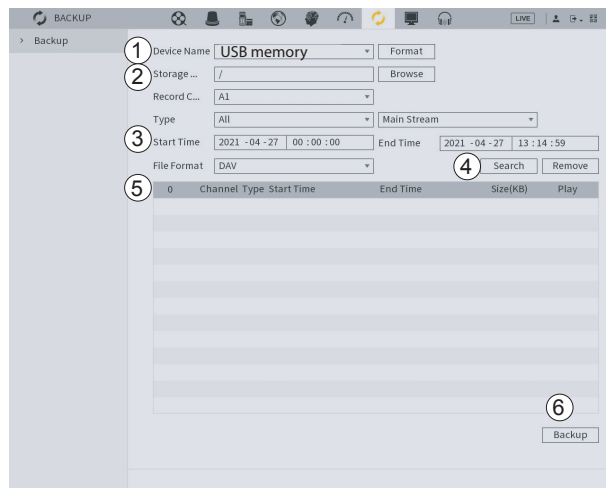 BACKUP LIVE
> Backup
1 Device Name USB memory Format
2 Storage ... / Browse
Record C... A1
Type All Main Stream
3 Start Time 2021 -04 -27 00 : 00 : 00 End Time 2021 -04 -27 13 : 14 : 59
File Format DAV 4 Search Remove
5 0 Channel Type Start Time End Time Size(KB) Play
6
Backup